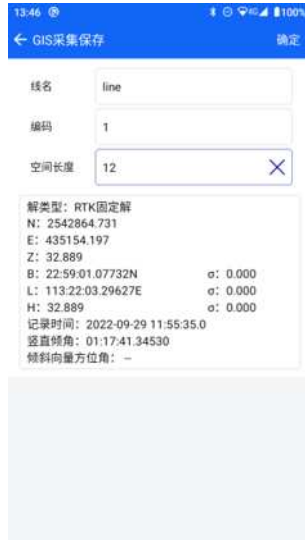 13:46 100%
← GIS采集保存 确定
线名 line
编码 1
空间长度 12
解类型：RTK固定解
N：2542864.731
E：435154.197
Z：32.889
B：22:59:01.07732N σ：0.000
L：113:22:03.29627E σ：0.000
H：32.889 σ：0.000
记录时间：2022-09-29 11:55:35.0
竖直倾角：01:17:41.34530
倾斜向量方位角：--